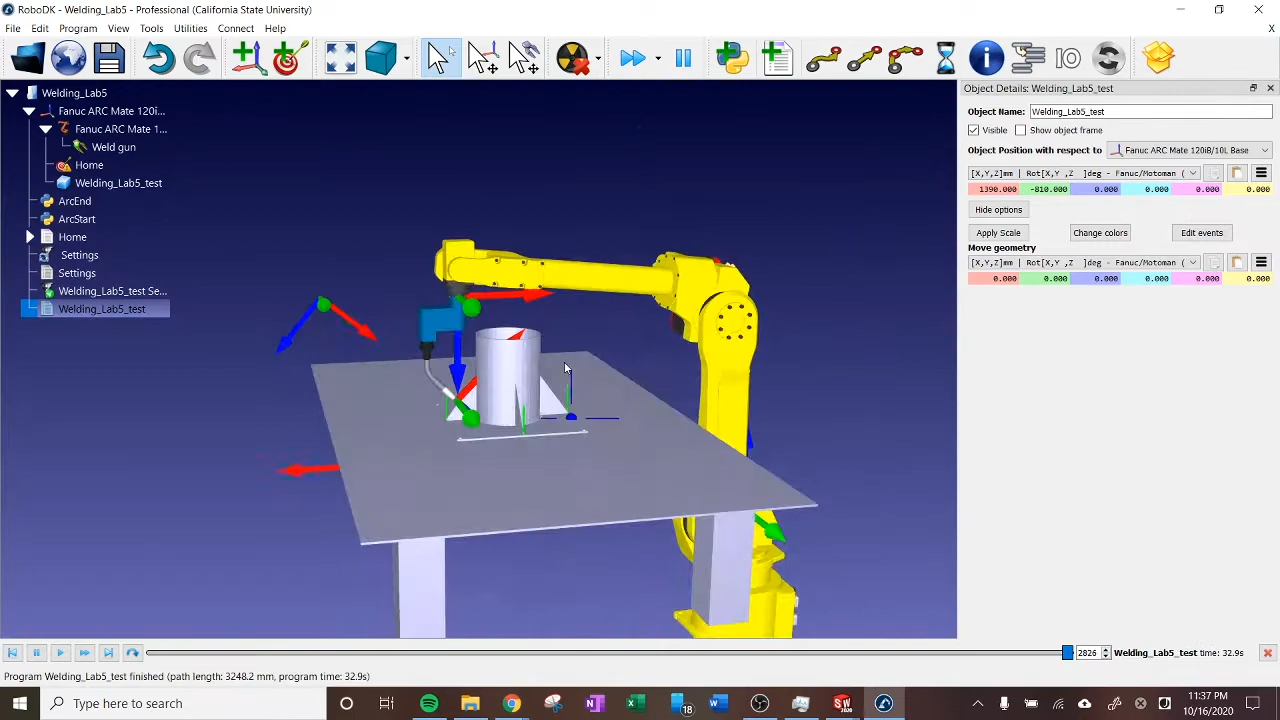 RoboDK - Welding_Lab5 - Professional (California State University)
File Edit Program View Tools Utilities Connect Help
X
IO
Welding_Lab5
Fanuc ARC Mate 120i...
Fanuc ARC Mate 1...
Weld gun
Home
Welding_Lab5_test
ArcEnd
ArcStart
Home
Settings
Settings
Welding_Lab5_test Se...
Welding_Lab5_test
Object Details: Welding_Lab5_test
Object Name: Welding_Lab5_test
Visible Show object frame
Object Position with respect to Fanuc ARC Mate 120iB/10L Base
[X,Y,Z]mm | Rot[X,Y ,Z ]deg - Fanuc/Motoman (
1390.000 -810.000 0.000 0.000 0.000 0.000
Hide options
Apply Scale Change colors Edit events
Move geometry
[X,Y,Z]mm | Rot[X,Y ,Z ]deg - Fanuc/Motoman (
0.000 0.000 0.000 0.000 0.000 0.000
2826 Welding_Lab5_test time: 32.9s
Program Welding_Lab5_test finished (path length: 3248.2 mm, program time: 32.9s)
Type here to search
18
SW
2020
11:37 PM
10/16/2020